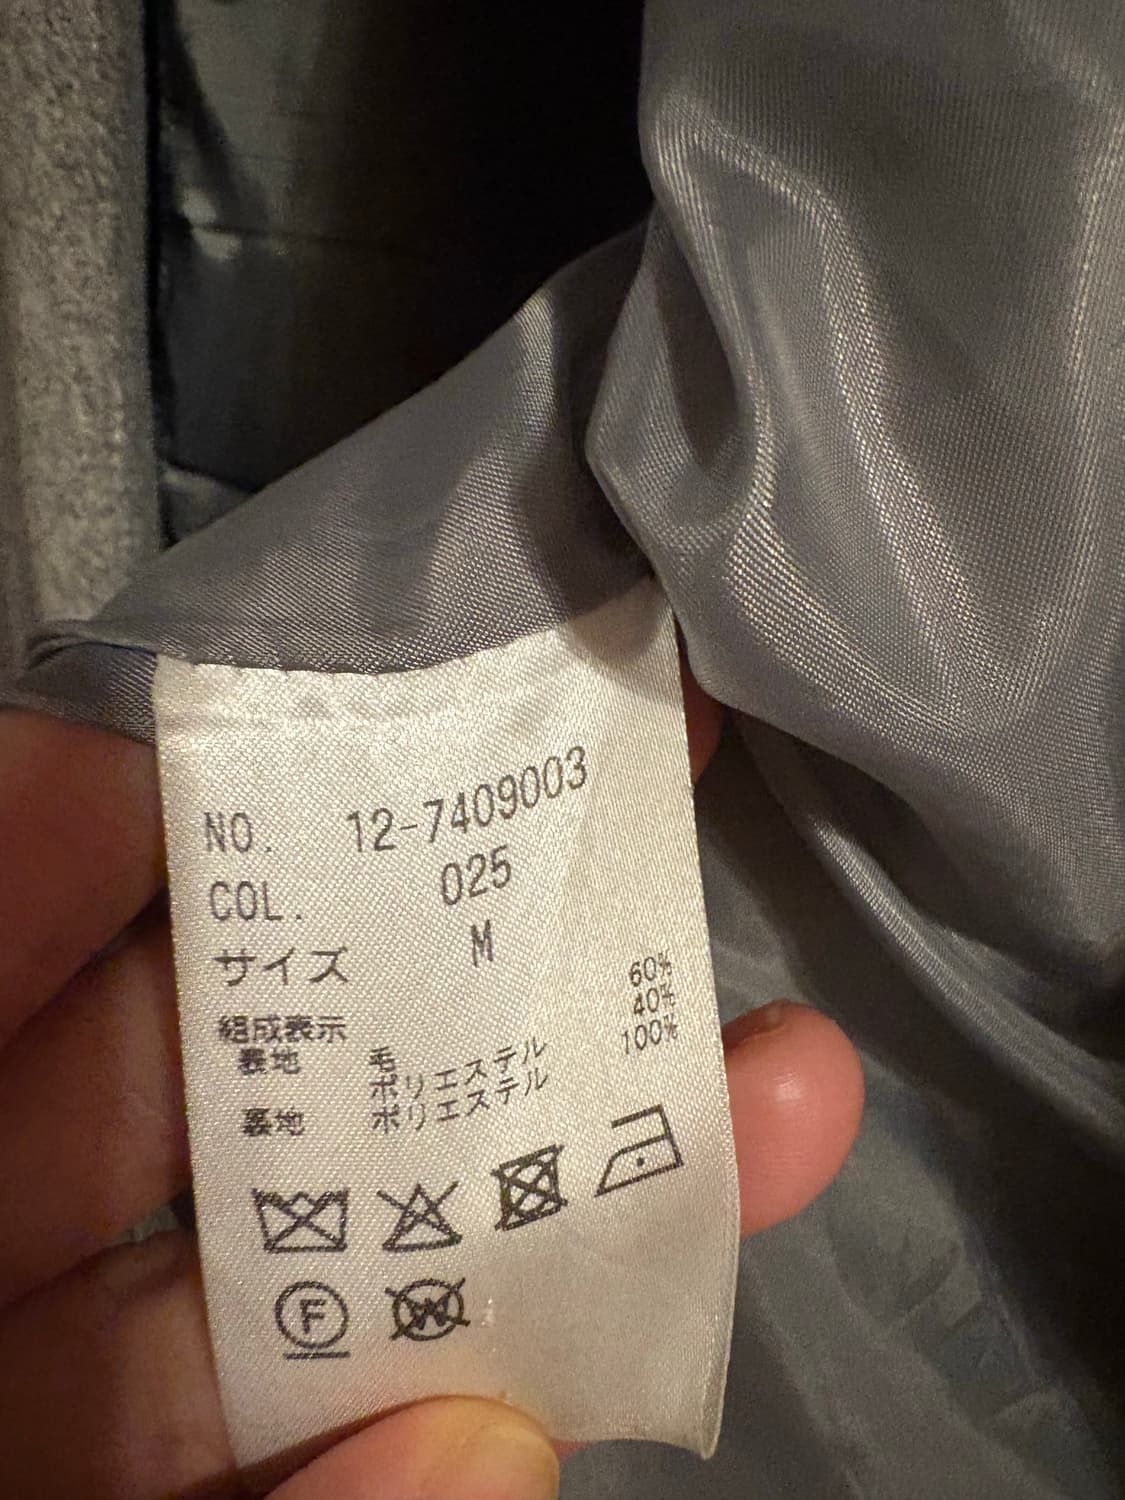 NO. 12-7409003
COL. 025
サイズ M
組成表示
表地 毛 60%
ポリエステル 40%
裏地 ポリエステル 100%
F
W